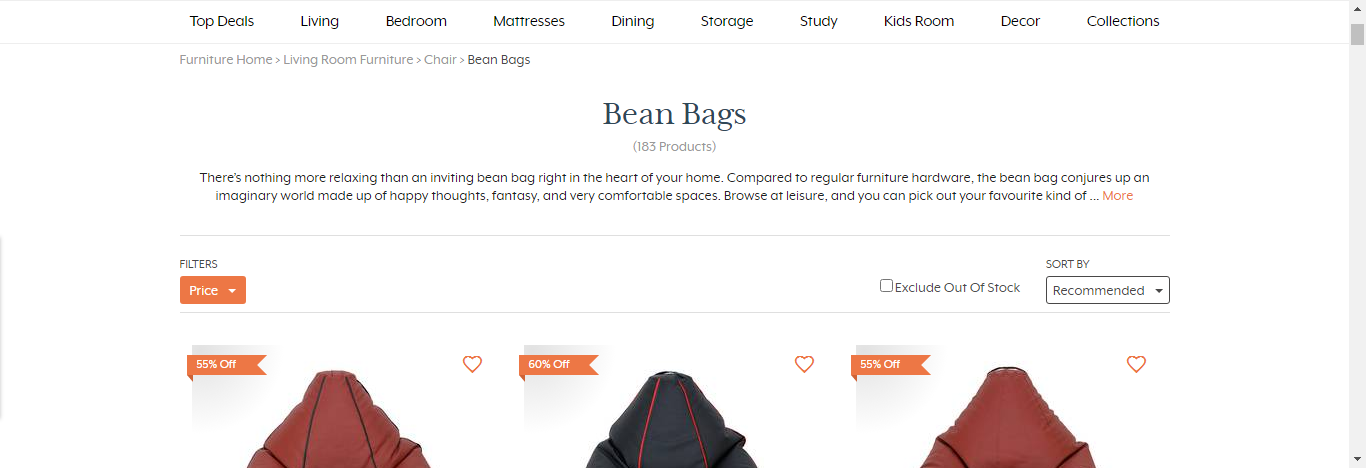 Top Deals Living Bedroom Mattresses Dining Storage Study Kids Room Decor Collections
Furniture Home > Living Room Furniture > Chair > Bean Bags
Bean Bags
(183 Products)
There's nothing more relaxing than an inviting bean bag right in the heart of your home. Compared to regular furniture hardware, the bean bag conjures up an
imaginary world made up of happy thoughts, fantasy, and very comfortable spaces. Browse at leisure, and you can pick out your favourite kind of ... More
FILTERS
Price
Exclude Out Of Stock
SORT BY
Recommended
55% Off
60% Off
55% Off